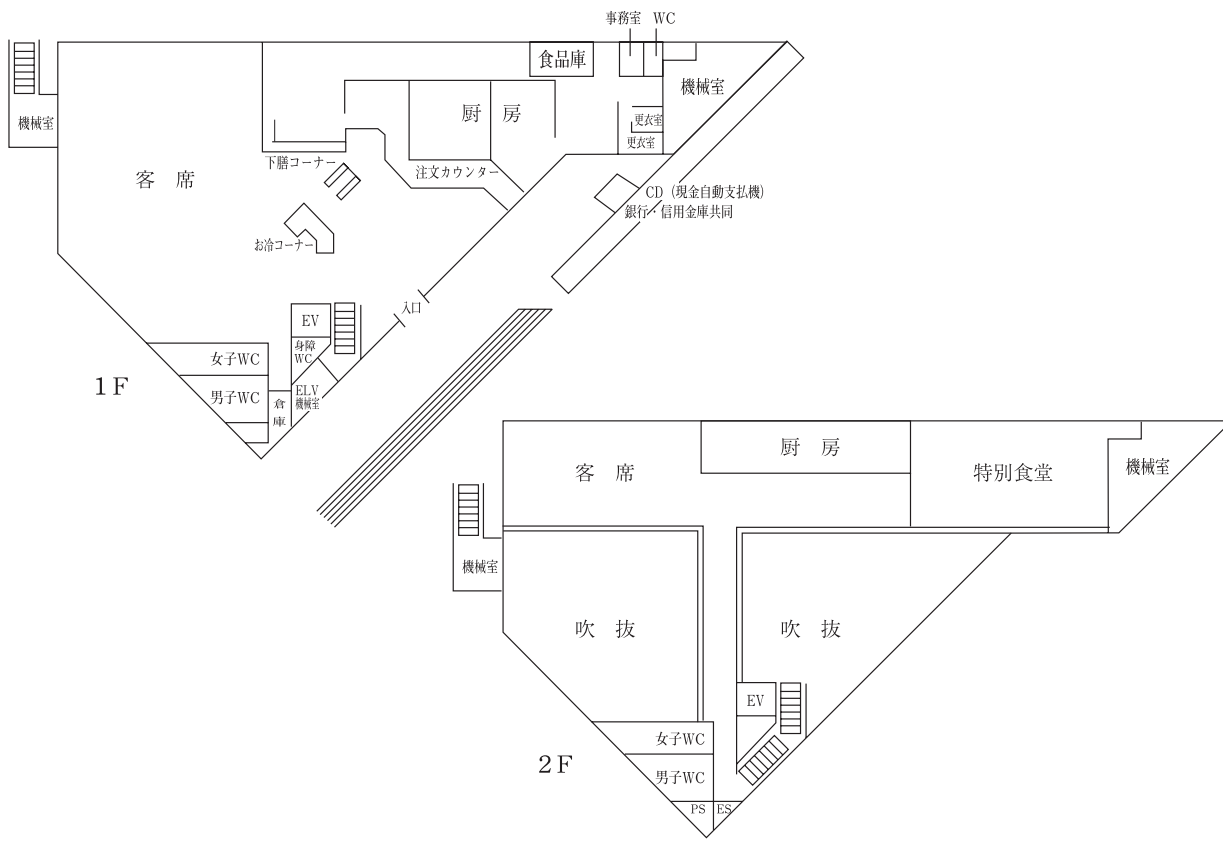 事務室 WC
食品庫
機械室
機械室
厨 房
更衣室
更衣室
客 席
下膳コーナー
注文カウンター
CD（現金自動支払機）
銀行・信用金庫共同
お冷コーナー
入口
EV
身障
WC
女子WC
男子WC
ELV
機械室
倉
庫
1F
客 席
厨 房
特別食堂
機械室
機械室
吹 抜
吹 抜
EV
女子WC
男子WC
PS
ES
2F